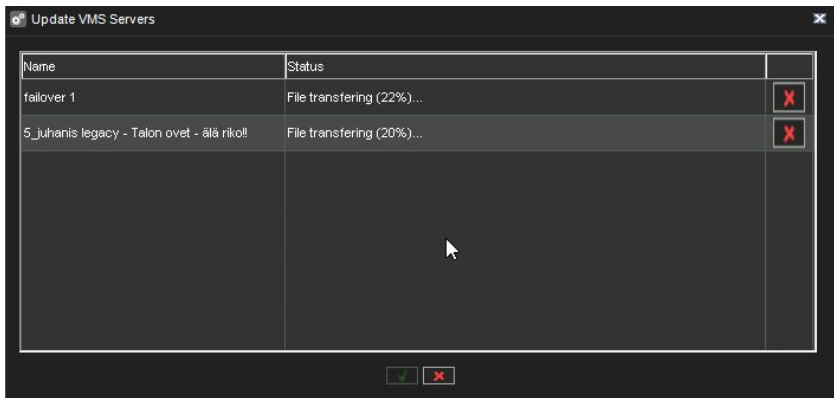 Update VMS Servers
Name Status
failover 1 File transfering (22%)...
5_juhanis legacy - Talon ovet - älä riko!! File transfering (20%)...